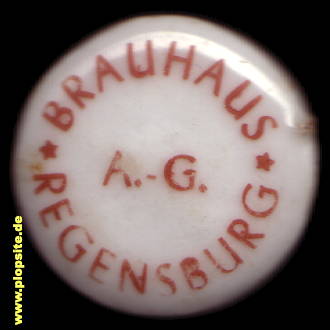 BRAUHAUS
A.-G.
★ REGENSBURG ★
www.plopsite.de